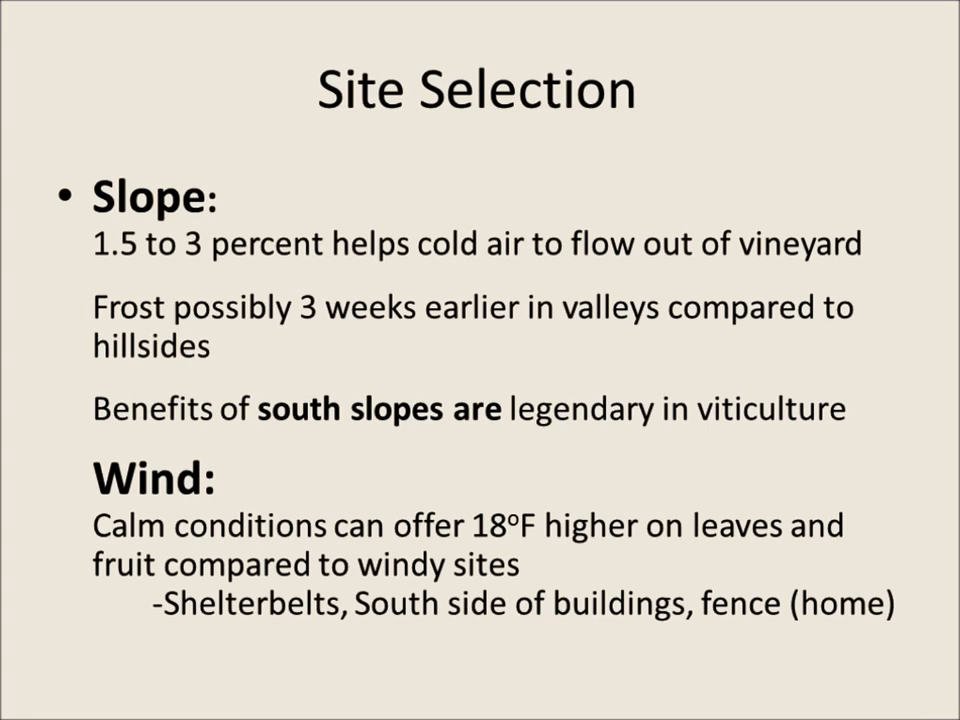 Site Selection
• Slope:
1.5 to 3 percent helps cold air to flow out of vineyard
Frost possibly 3 weeks earlier in valleys compared to
hillsides
Benefits of south slopes are legendary in viticulture
Wind:
Calm conditions can offer 18ºF higher on leaves and
fruit compared to windy sites
-Shelterbelts, South side of buildings, fence (home)